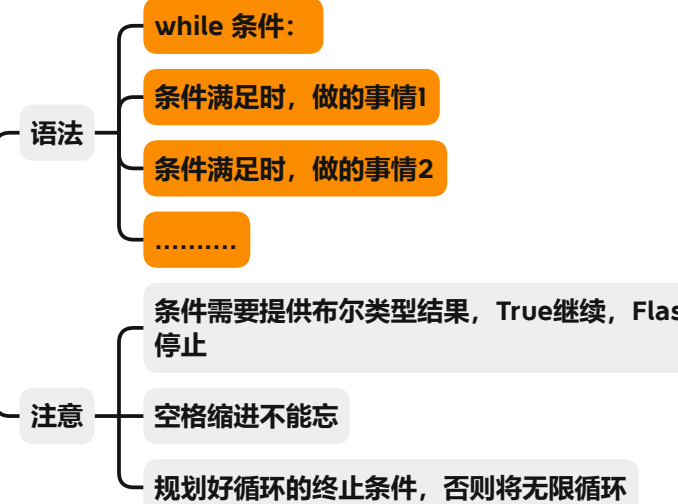 while 条件：
条件满足时，做的事情1
语法
条件满足时，做的事情2
..........
条件需要提供布尔类型结果，True继续，Flas
停止
注意
空格缩进不能忘
规划好循环的终止条件，否则将无限循环